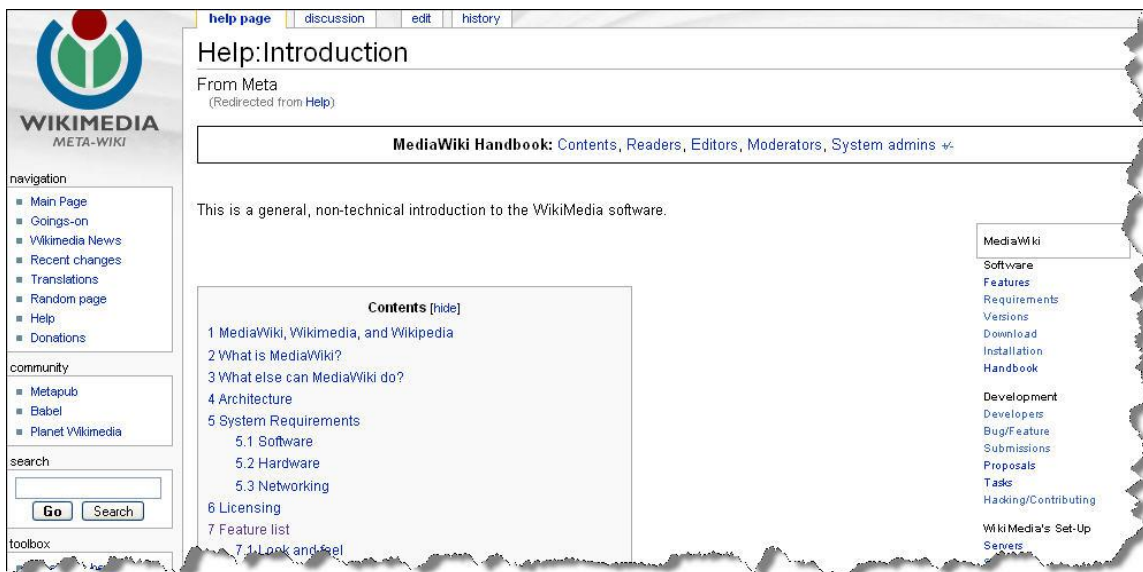 help page discussion edit history
WIKIMEDIA
META-WIKI
navigation
Main Page
Goings-on
Wikimedia News
Recent changes
Translations
Random page
Help
Donations
community
Metapub
Babel
Planet Wikimedia
search
Go Search
toolbox
Help:Introduction
From Meta
(Redirected from Help)
MediaWiki Handbook: Contents, Readers, Editors, Moderators, System admins +/-
This is a general, non-technical introduction to the WikiMedia software.
Contents [hide]
1 MediaWiki, Wikimedia, and Wikipedia
2 What is MediaWiki?
3 What else can MediaWiki do?
4 Architecture
5 System Requirements
5.1 Software
5.2 Hardware
5.3 Networking
6 Licensing
7 Feature list
7.1 Look and feel
MediaWiki
Software
Features
Requirements
Versions
Download
Installation
Handbook
Development
Developers
Bug/Feature
Submissions
Proposals
Tasks
Hacking/Contributing
WikiMedia's Set-Up
Servers